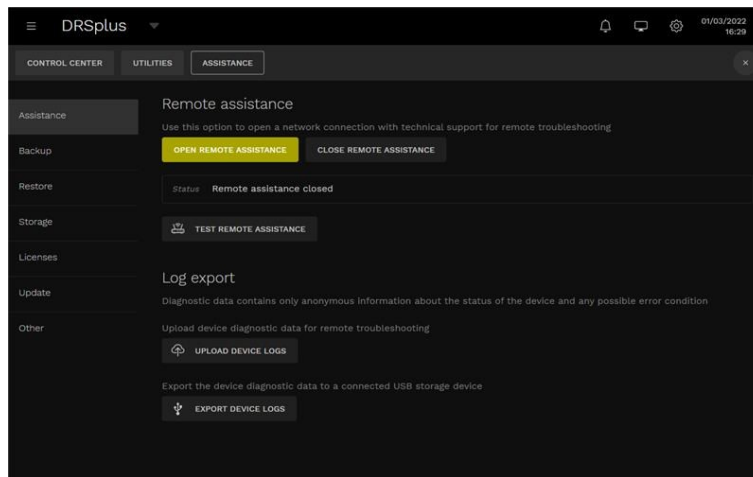 DRSplus
01/03/2022
16:29
CONTROL CENTER
UTILITIES
ASSISTANCE
Assistance
Backup
Restore
Storage
Licenses
Update
Other
Remote assistance
Use this option to open a network connection with technical support for remote troubleshooting
OPEN REMOTE ASSISTANCE
CLOSE REMOTE ASSISTANCE
Status Remote assistance closed
TEST REMOTE ASSISTANCE
Log export
Diagnostic data contains only anonymous information about the status of the device and any possible error condition
Upload device diagnostic data for remote troubleshooting
UPLOAD DEVICE LOGS
Export the device diagnostic data to a connected USB storage device
EXPORT DEVICE LOGS